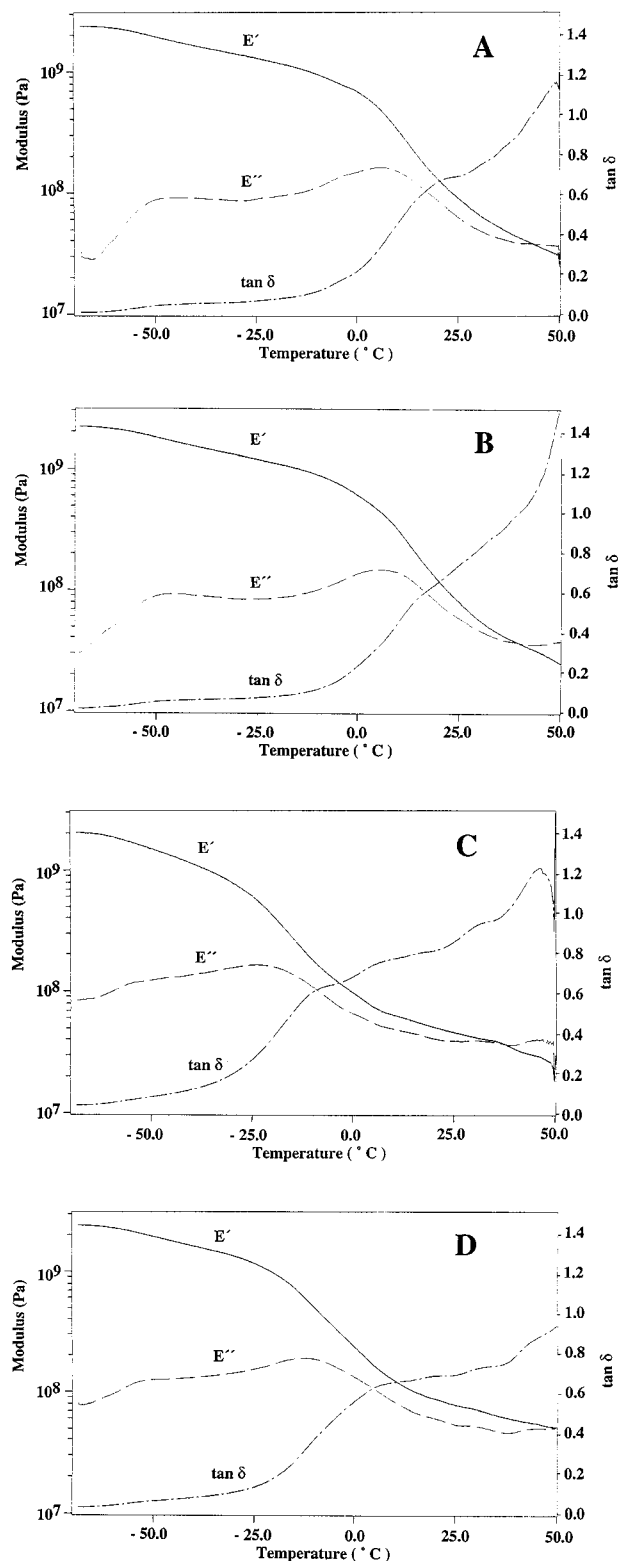 A
Modulus (Pa)
10⁹
10⁸
10⁷
E´
E´´
tan δ
1.4
1.2
1.0
0.8
0.6
0.4
0.2
0.0
tan δ
- 50.0 - 25.0 0.0 25.0 50.0
Temperature ( ˚ C )
B
Modulus (Pa)
10⁹
10⁸
10⁷
E´
E´´
tan δ
1.4
1.2
1.0
0.8
0.6
0.4
0.2
0.0
tan δ
- 50.0 - 25.0 0.0 25.0 50.0
Temperature ( ˚ C )
C
Modulus (Pa)
10⁹
10⁸
10⁷
E´
E´´
tan δ
1.4
1.2
1.0
0.8
0.6
0.4
0.2
0.0
tan δ
- 50.0 - 25.0 0.0 25.0 50.0
Temperature ( ˚ C )
D
Modulus (Pa)
10⁹
10⁸
10⁷
E´
E´´
tan δ
1.4
1.2
1.0
0.8
0.6
0.4
0.2
0.0
tan δ
- 50.0 - 25.0 0.0 25.0 50.0
Temperature ( ˚ C )